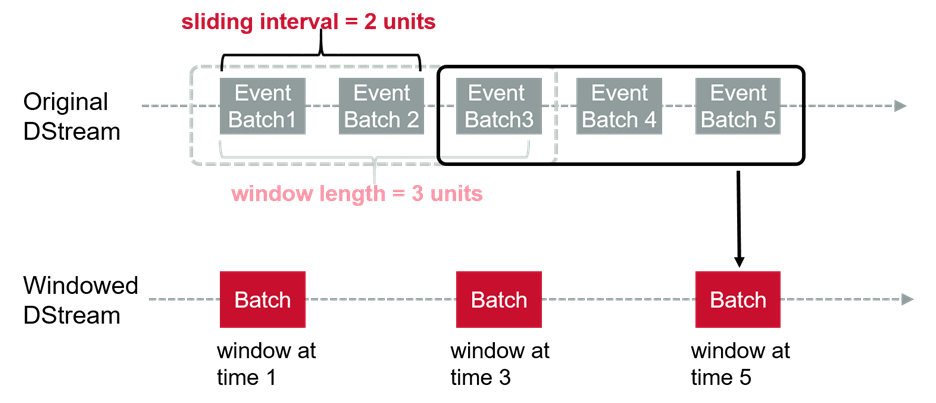 sliding interval = 2 units
Original
DStream
Event
Batch1
Event
Batch 2
Event
Batch3
Event
Batch 4
Event
Batch 5
window length = 3 units
Windowed
DStream
Batch
Batch
Batch
window at
time 1
window at
time 3
window at
time 5